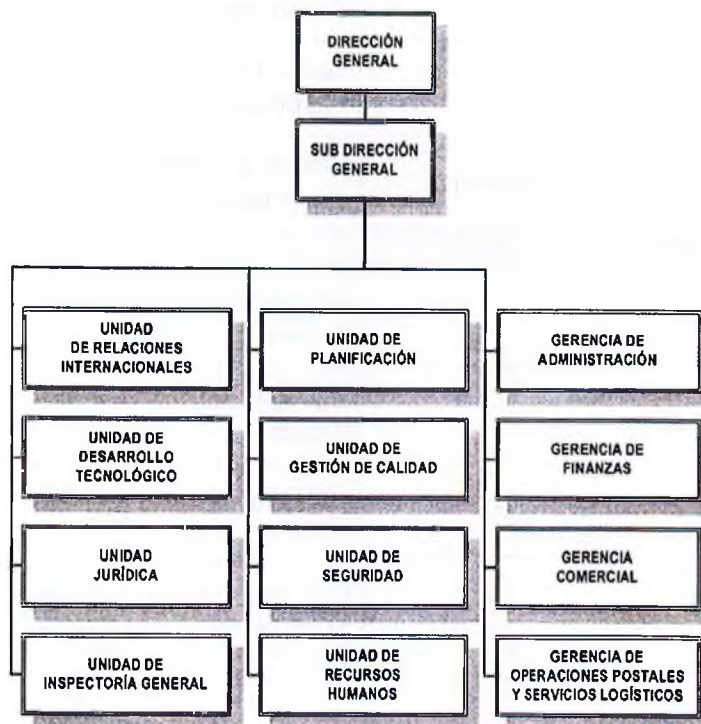 DIRECCIÓN
GENERAL
SUB DIRECCIÓN
GENERAL
UNIDAD
DE RELACIONES
INTERNACIONALES
UNIDAD DE
PLANIFICACIÓN
GERENCIA DE
ADMINISTRACIÓN
UNIDAD DE
DESARROLLO
TECNOLÓGICO
UNIDAD DE
GESTIÓN DE CALIDAD
GERENCIA DE
FINANZAS
UNIDAD
JURÍDICA
UNIDAD DE
SEGURIDAD
GERENCIA
COMERCIAL
UNIDAD DE
INSPECTORÍA GENERAL
UNIDAD DE
RECURSOS
HUMANOS
GERENCIA DE
OPERACIONES POSTALES
Y SERVICIOS LOGÍSTICOS